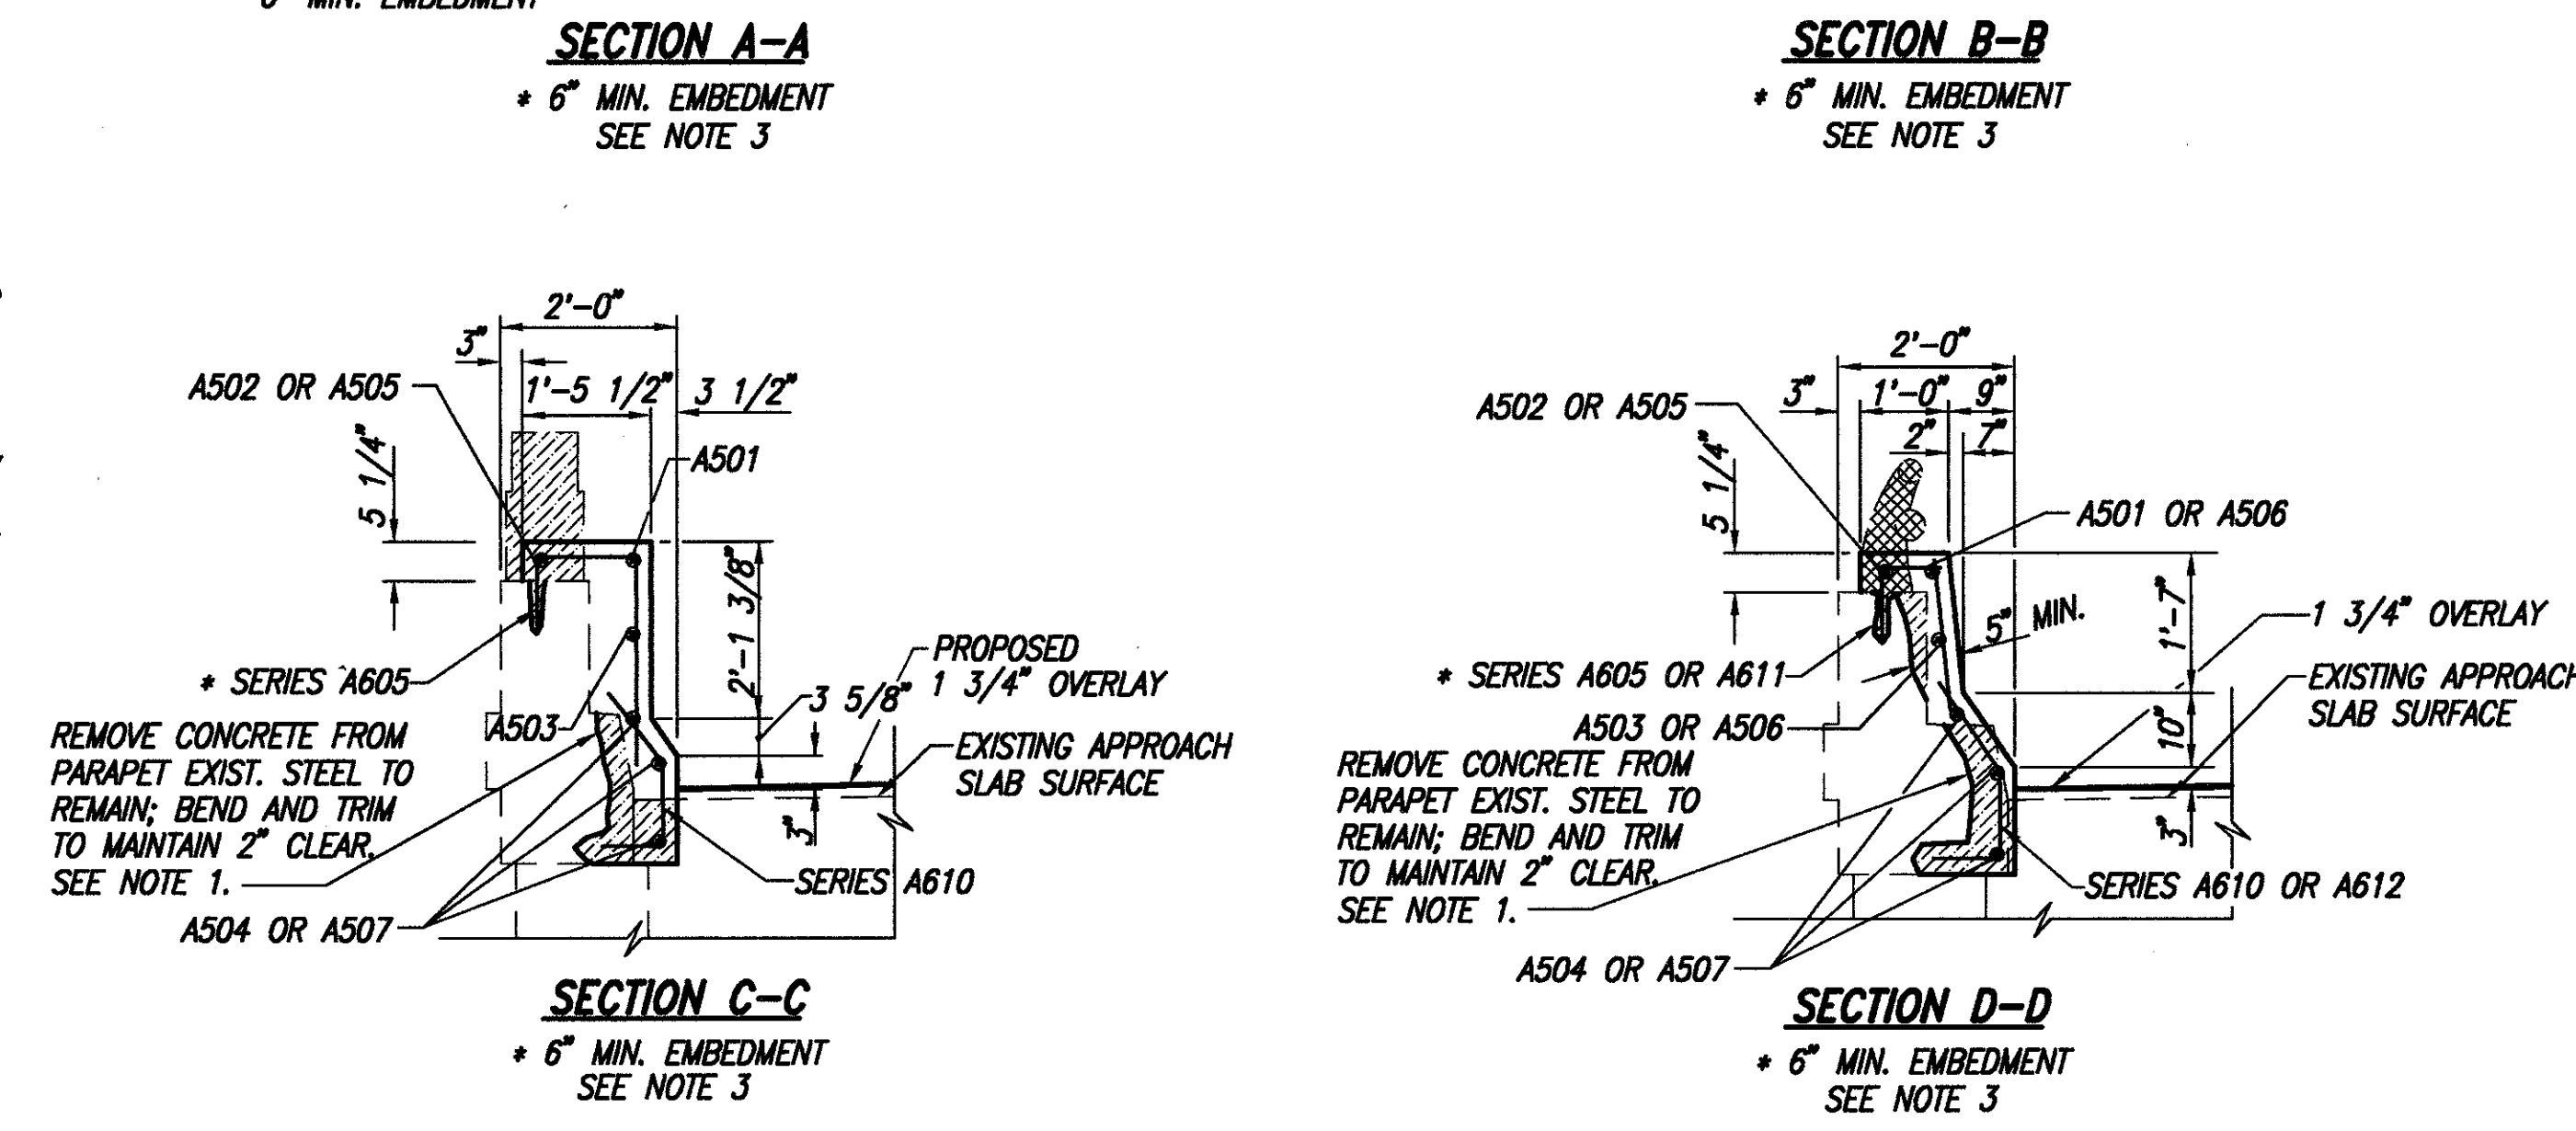 6" MIN. EMBEDMENT
SECTION A-A
* 6" MIN. EMBEDMENT
SEE NOTE 3
SECTION B-B
* 6" MIN. EMBEDMENT
SEE NOTE 3
2'-0"
3"
1'-5 1/2"
3 1/2"
A502 OR A505
A501
5 1/4"
2'-1 3/8"
3 5/8"
PROPOSED
1 3/4" OVERLAY
* SERIES A605
A503
REMOVE CONCRETE FROM
PARAPET EXIST. STEEL TO
REMAIN; BEND AND TRIM
TO MAINTAIN 2" CLEAR.
SEE NOTE 1.
EXISTING APPROACH
SLAB SURFACE
3"
SERIES A610
A504 OR A507
SECTION C-C
* 6" MIN. EMBEDMENT
SEE NOTE 3
2'-0"
3"
1'-0"
9"
2"
7"
A502 OR A505
5 1/4"
A501 OR A506
5" MIN.
1'-7"
1 3/4" OVERLAY
* SERIES A605 OR A611
EXISTING APPROACH
SLAB SURFACE
A503 OR A506
10"
REMOVE CONCRETE FROM
PARAPET EXIST. STEEL TO
REMAIN; BEND AND TRIM
TO MAINTAIN 2" CLEAR.
SEE NOTE 1.
3"
SERIES A610 OR A612
A504 OR A507
SECTION D-D
* 6" MIN. EMBEDMENT
SEE NOTE 3